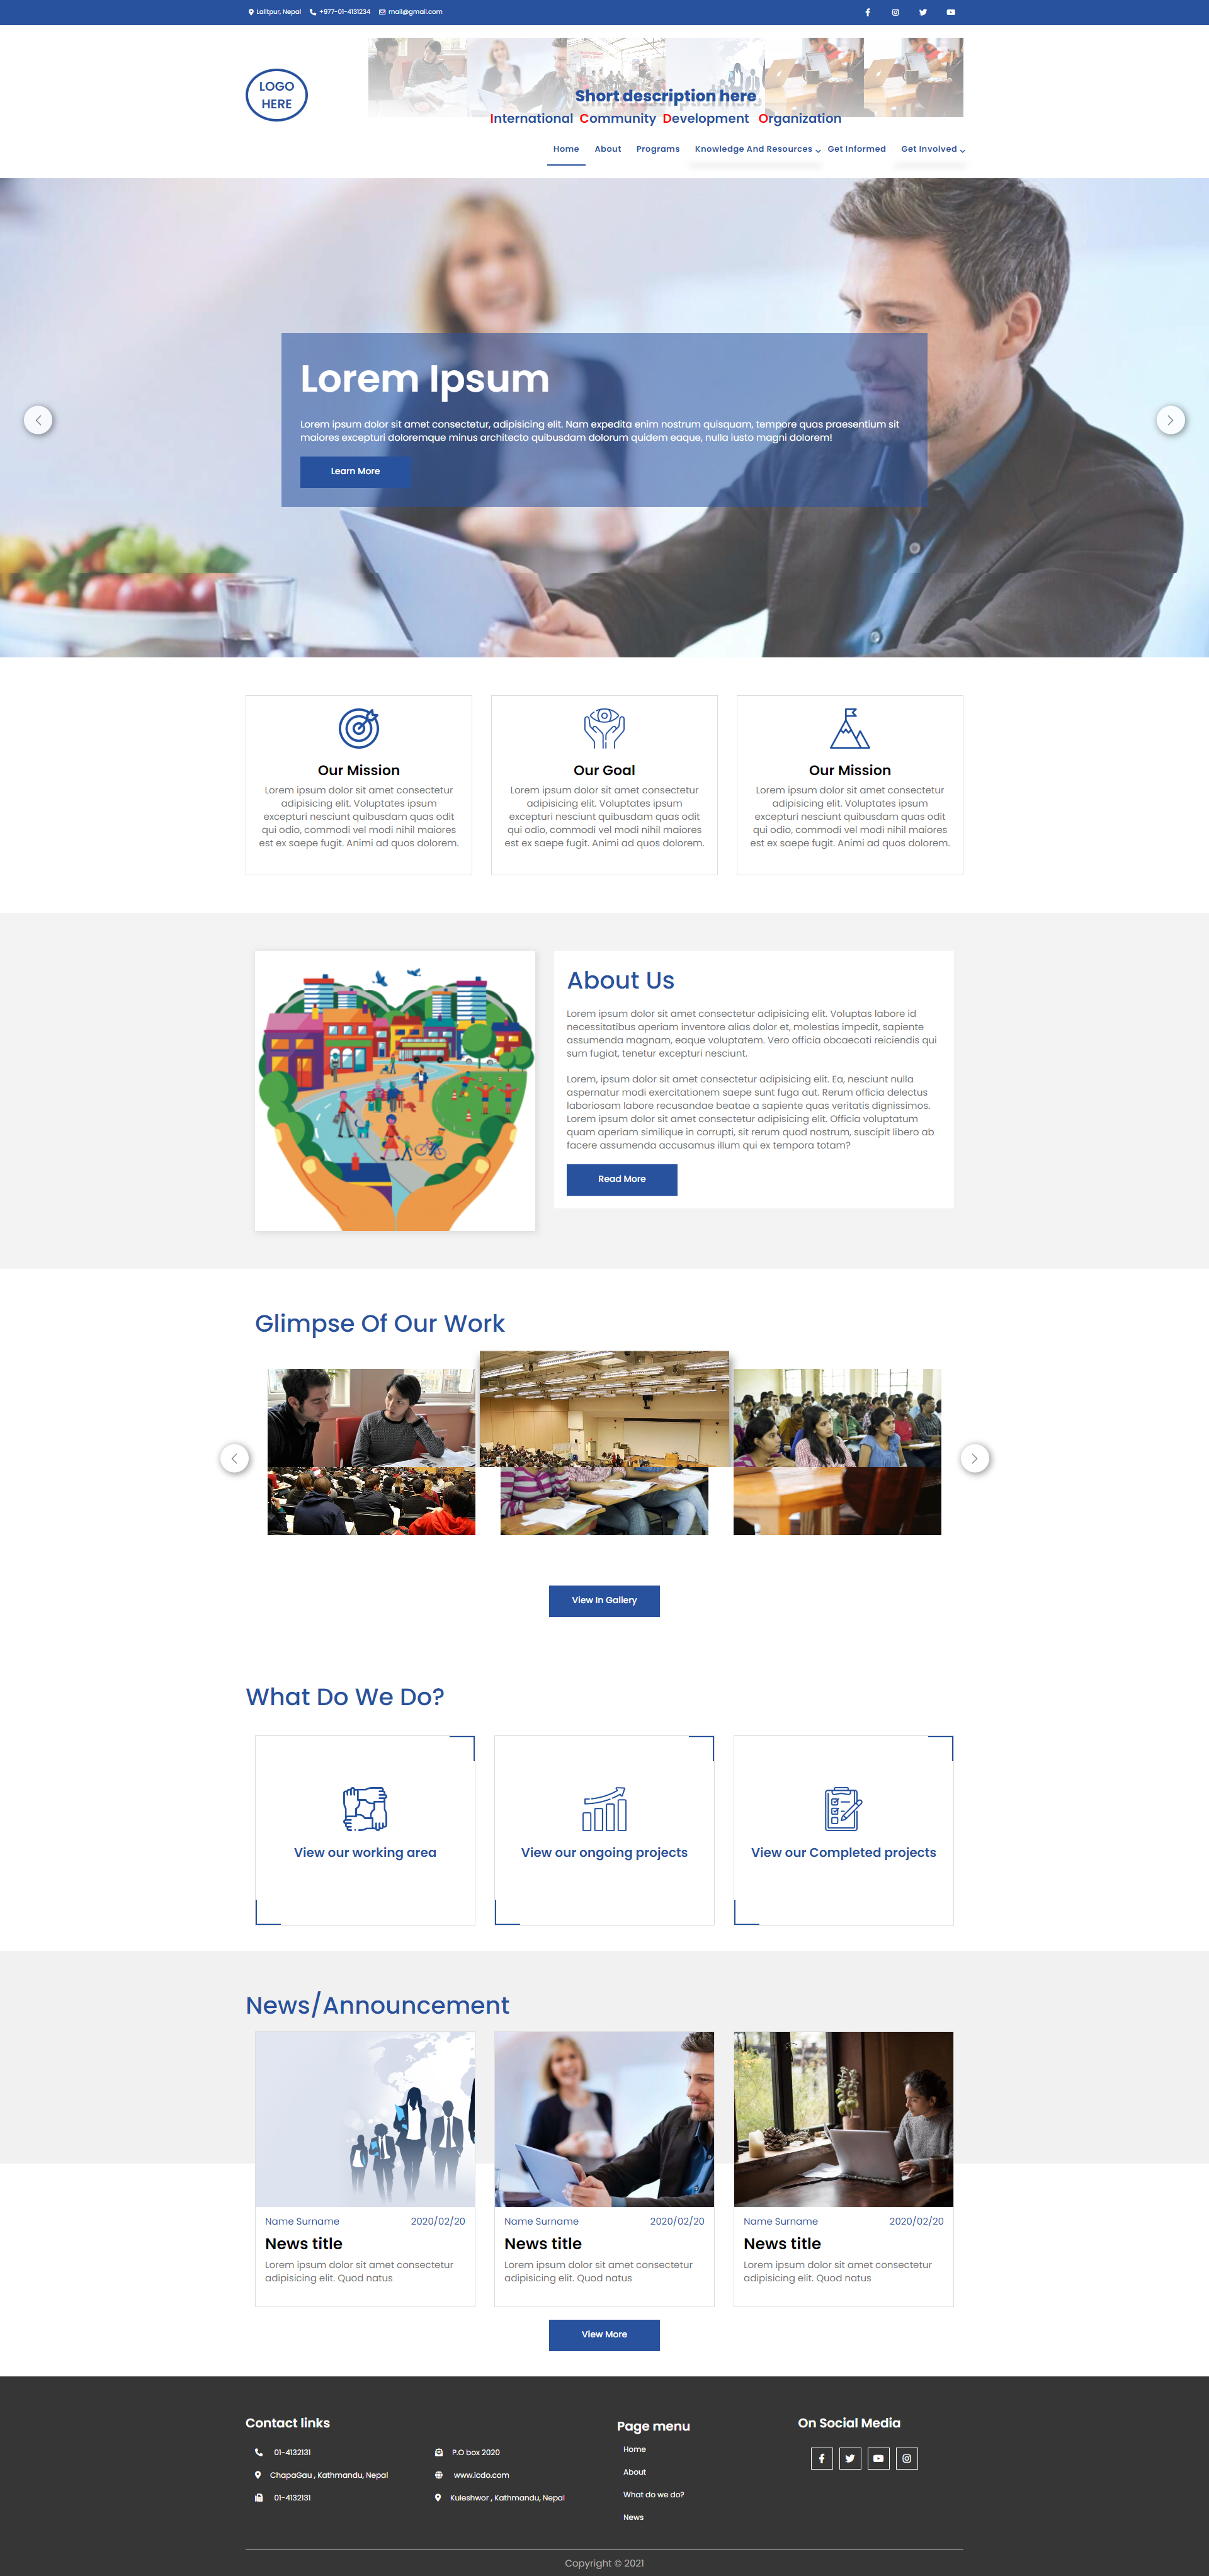 Lalitpur, Nepal +977-01-4131234 mail@gmail.com
LOGO
HERE
Short description here
International Community Development Organization
Home About Programs Knowledge And Resources Get Informed Get Involved
Lorem Ipsum
Lorem ipsum dolor sit amet consectetur, adipisicing elit. Nam expedita enim nostrum quisquam, tempore quas praesentium sit
maiores excepturi doloremque minus architecto quibusdam dolorum quidem eaque, nulla iusto magni dolorem!
Learn More
Our Mission
Lorem ipsum dolor sit amet consectetur
adipisicing elit. Voluptates ipsum
excepturi nesciunt quibusdam quas odit
qui odio, commodi vel modi nihil maiores
est ex saepe fugit. Animi ad quos dolorem.
Our Goal
Lorem ipsum dolor sit amet consectetur
adipisicing elit. Voluptates ipsum
excepturi nesciunt quibusdam quas odit
qui odio, commodi vel modi nihil maiores
est ex saepe fugit. Animi ad quos dolorem.
Our Mission
Lorem ipsum dolor sit amet consectetur
adipisicing elit. Voluptates ipsum
excepturi nesciunt quibusdam quas odit
qui odio, commodi vel modi nihil maiores
est ex saepe fugit. Animi ad quos dolorem.
About Us
Lorem ipsum dolor sit amet consectetur adipisicing elit. Voluptas labore id
necessitatibus aperiam inventore alias dolor et, molestias impedit, sapiente
assumenda magnam, eaque voluptatem. Vero officia obcaecati reiciendis qui
sum fugiat, tenetur excepturi nesciunt.
Lorem, ipsum dolor sit amet consectetur adipisicing elit. Ea, nesciunt nulla
aspernatur modi exercitationem saepe sunt fuga aut. Rerum officia delectus
laboriosam labore recusandae beatae a sapiente quas veritatis dignissimos.
Lorem ipsum dolor sit amet consectetur adipisicing elit. Officia voluptatum
quam aperiam similique in corrupti, sit rerum quod nostrum, suscipit libero ab
facere assumenda accusamus illum qui ex tempora totam?
Read More
Glimpse Of Our Work
View In Gallery
What Do We Do?
View our working area
View our ongoing projects
View our Completed projects
News/Announcement
Name Surname 2020/02/20
News title
Lorem ipsum dolor sit amet consectetur
adipisicing elit. Quod natus
Name Surname 2020/02/20
News title
Lorem ipsum dolor sit amet consectetur
adipisicing elit. Quod natus
Name Surname 2020/02/20
News title
Lorem ipsum dolor sit amet consectetur
adipisicing elit. Quod natus
View More
Contact links
01-4132131
ChapaGau , Kathmandu, Nepal
01-4132131
P.O box 2020
www.icdo.com
Kuleshwor , Kathmandu, Nepal
Page menu
Home
About
What do we do?
News
On Social Media
Copyright © 2021